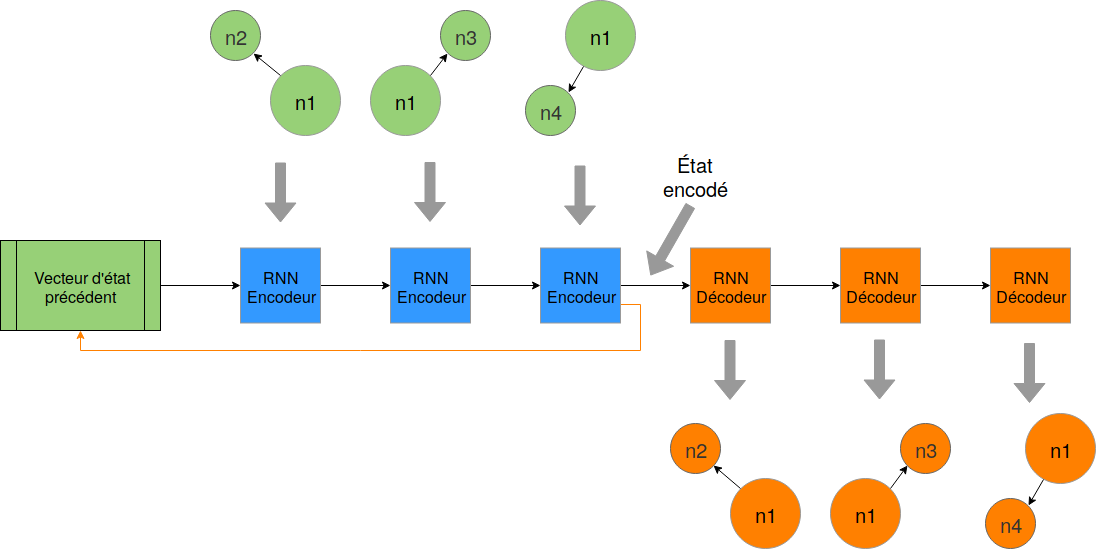 n2
n1
n3
n1
n1
n4
État
encodé
Vecteur d'état
précédent
RNN
Encodeur
RNN
Encodeur
RNN
Encodeur
RNN
Décodeur
RNN
Décodeur
RNN
Décodeur
n2
n1
n3
n1
n1
n4